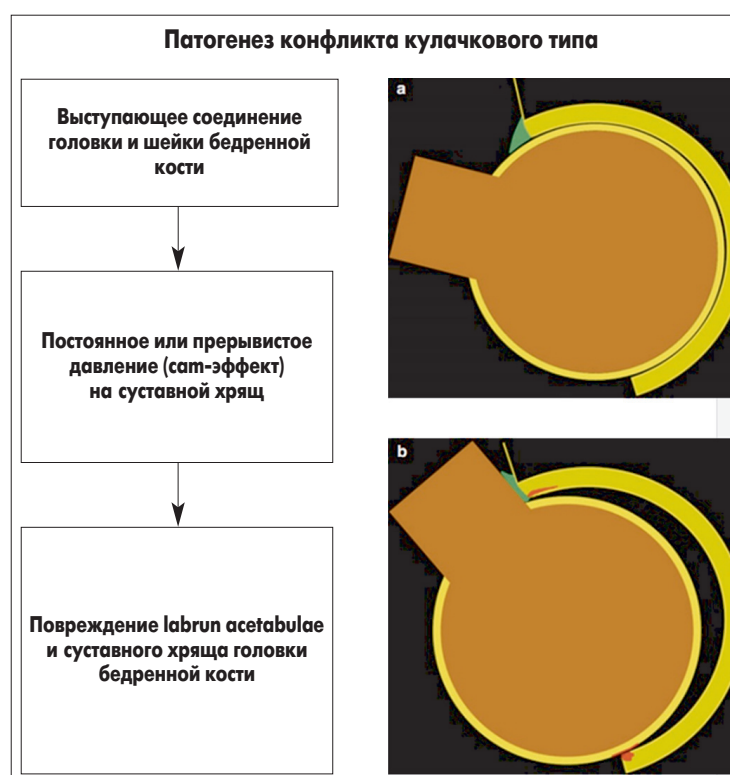 Патогенез конфликта кулачкового типа
Выступающее соединение
головки и шейки бедренной
кости
Постоянное или прерывистое
давление (cam-эффект)
на суставной хрящ
Повреждение labrun acetabulae
и суставного хряща головки
бедренной кости
a
b